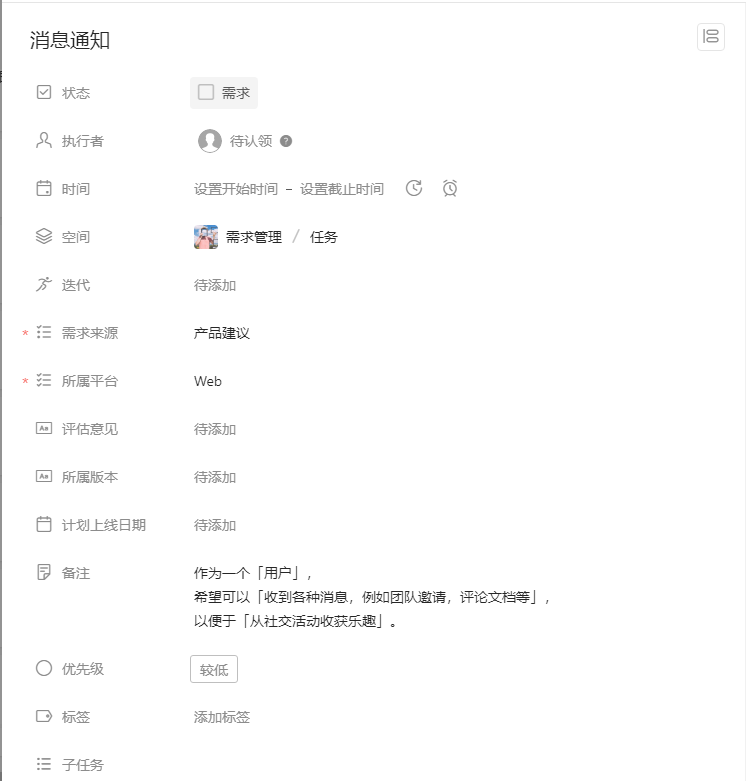 消息通知
状态 需求
执行者 待认领 ?
时间 设置开始时间 – 设置截止时间
空间 需求管理 / 任务
迭代 待添加
* 需求来源 产品建议
* 所属平台 Web
评估意见 待添加
所属版本 待添加
计划上线日期 待添加
备注 作为一个「用户」,
希望可以「收到各种消息，例如团队邀请，评论文档等」,
以便于「从社交活动收获乐趣」。
优先级 较低
标签 添加标签
子任务